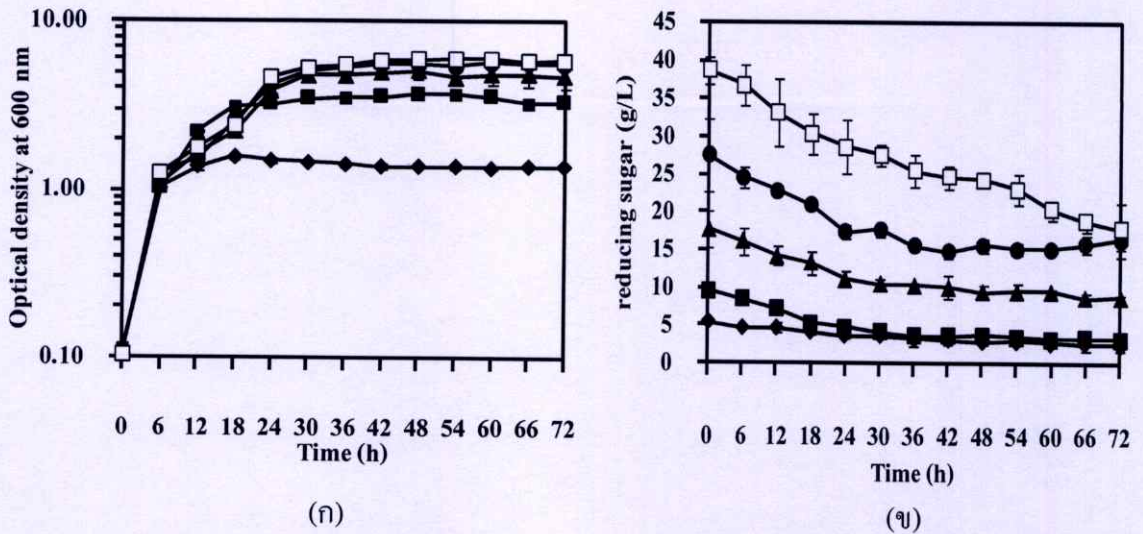 Optical density at 600 nm
10.00
1.00
0.10
0 6 12 18 24 30 36 42 48 54 60 66 72
Time (h)
(ก)
reducing sugar (g/L)
45
40
35
30
25
20
15
10
5
0
0 6 12 18 24 30 36 42 48 54 60 66 72
Time (h)
(ข)